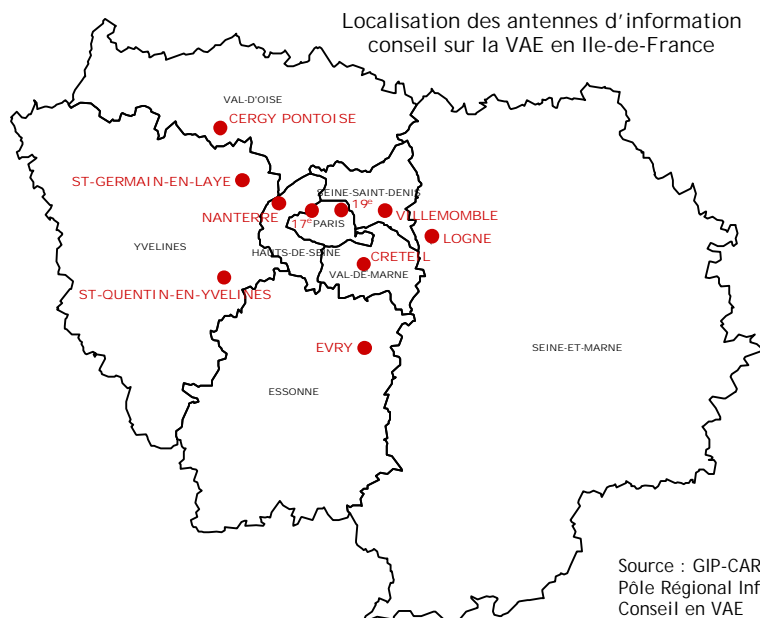 Localisation des antennes d'information
conseil sur la VAE en Ile-de-France
VAL-D'OISE
CERGY PONTOISE
ST-GERMAIN-EN-LAYE
SEINE-SAINT-DENIS
19e
NANTERRE
VILLEMOMBLE
17e
PARIS
LOGNE
YVELINES
HAUTS-DE-SEINE
CRETEIL
VAL-DE-MARNE
ST-QUENTIN-EN-YVELINES
EVRY
SEINE-ET-MARNE
ESSONNE
Source : GIP-CAR
Pôle Régional Inf
Conseil en VAE